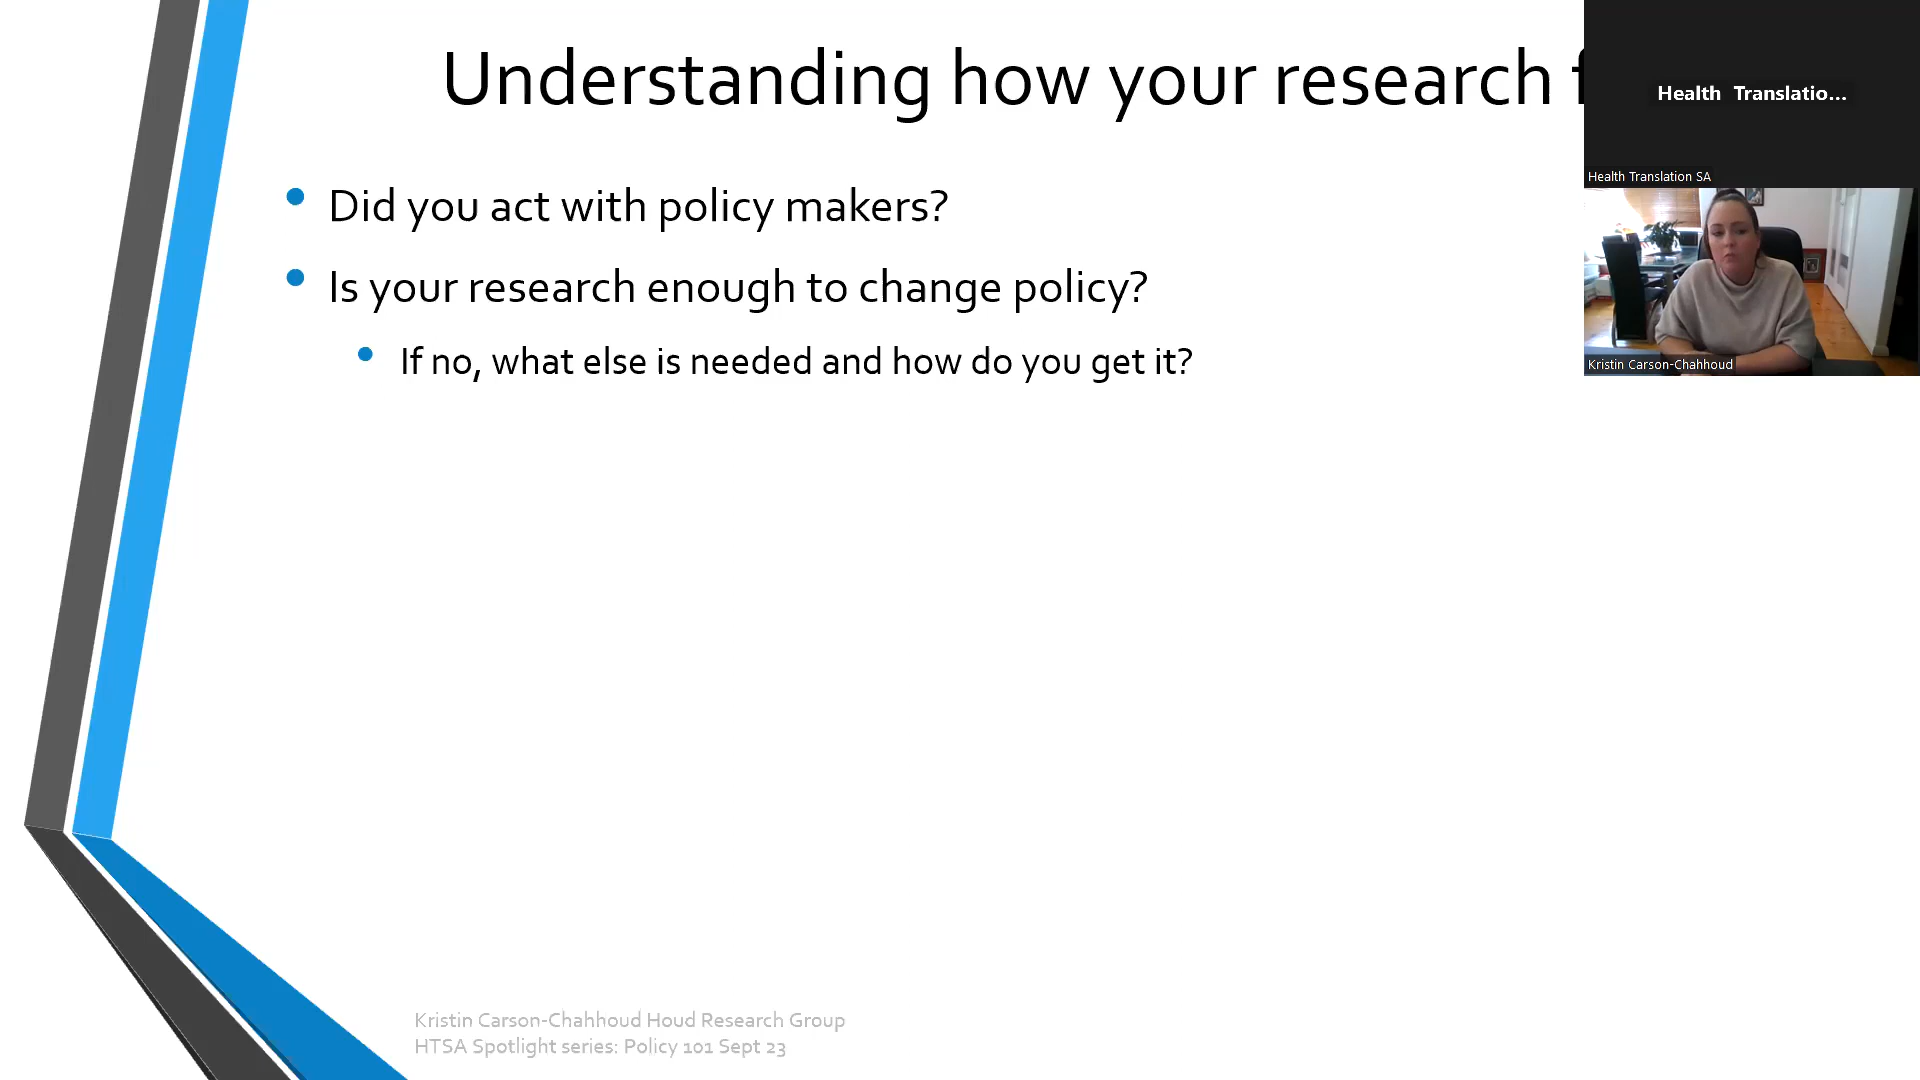 Understanding how your research
Did you act with policy makers?
Is your research enough to change policy?
If no, what else is needed and how do you get it?
Health Translatio...
Health Translation SA
Kristin Carson-Chahhoud
Kristin Carson-Chahhoud Houd Research Group
HTSA Spotlight series: Policy 101 Sept 23